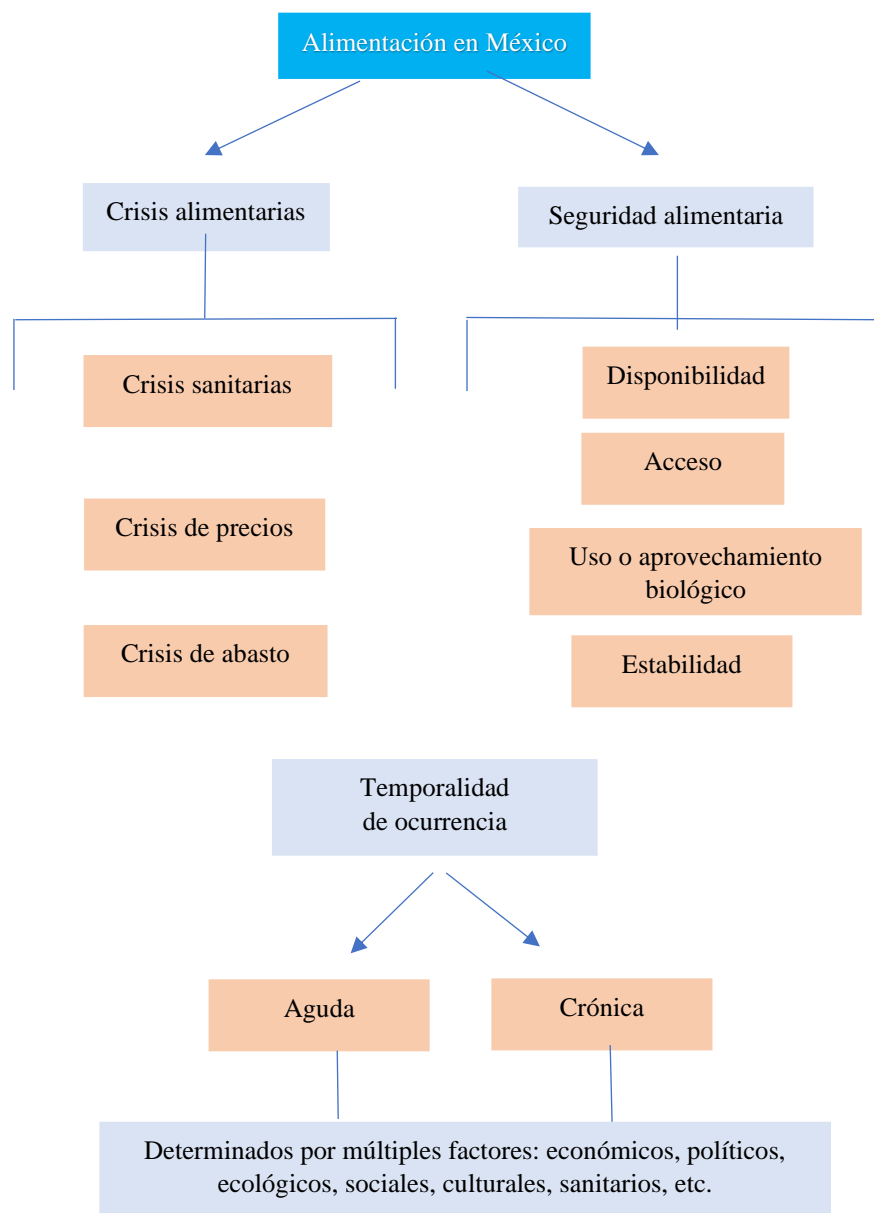 Alimentación en México
Crisis alimentarias
Seguridad alimentaria
Crisis sanitarias
Crisis de precios
Crisis de abasto
Disponibilidad
Acceso
Uso o aprovechamiento
biológico
Estabilidad
Temporalidad
de ocurrencia
Aguda
Crónica
Determinados por múltiples factores: económicos, políticos,
ecológicos, sociales, culturales, sanitarios, etc.